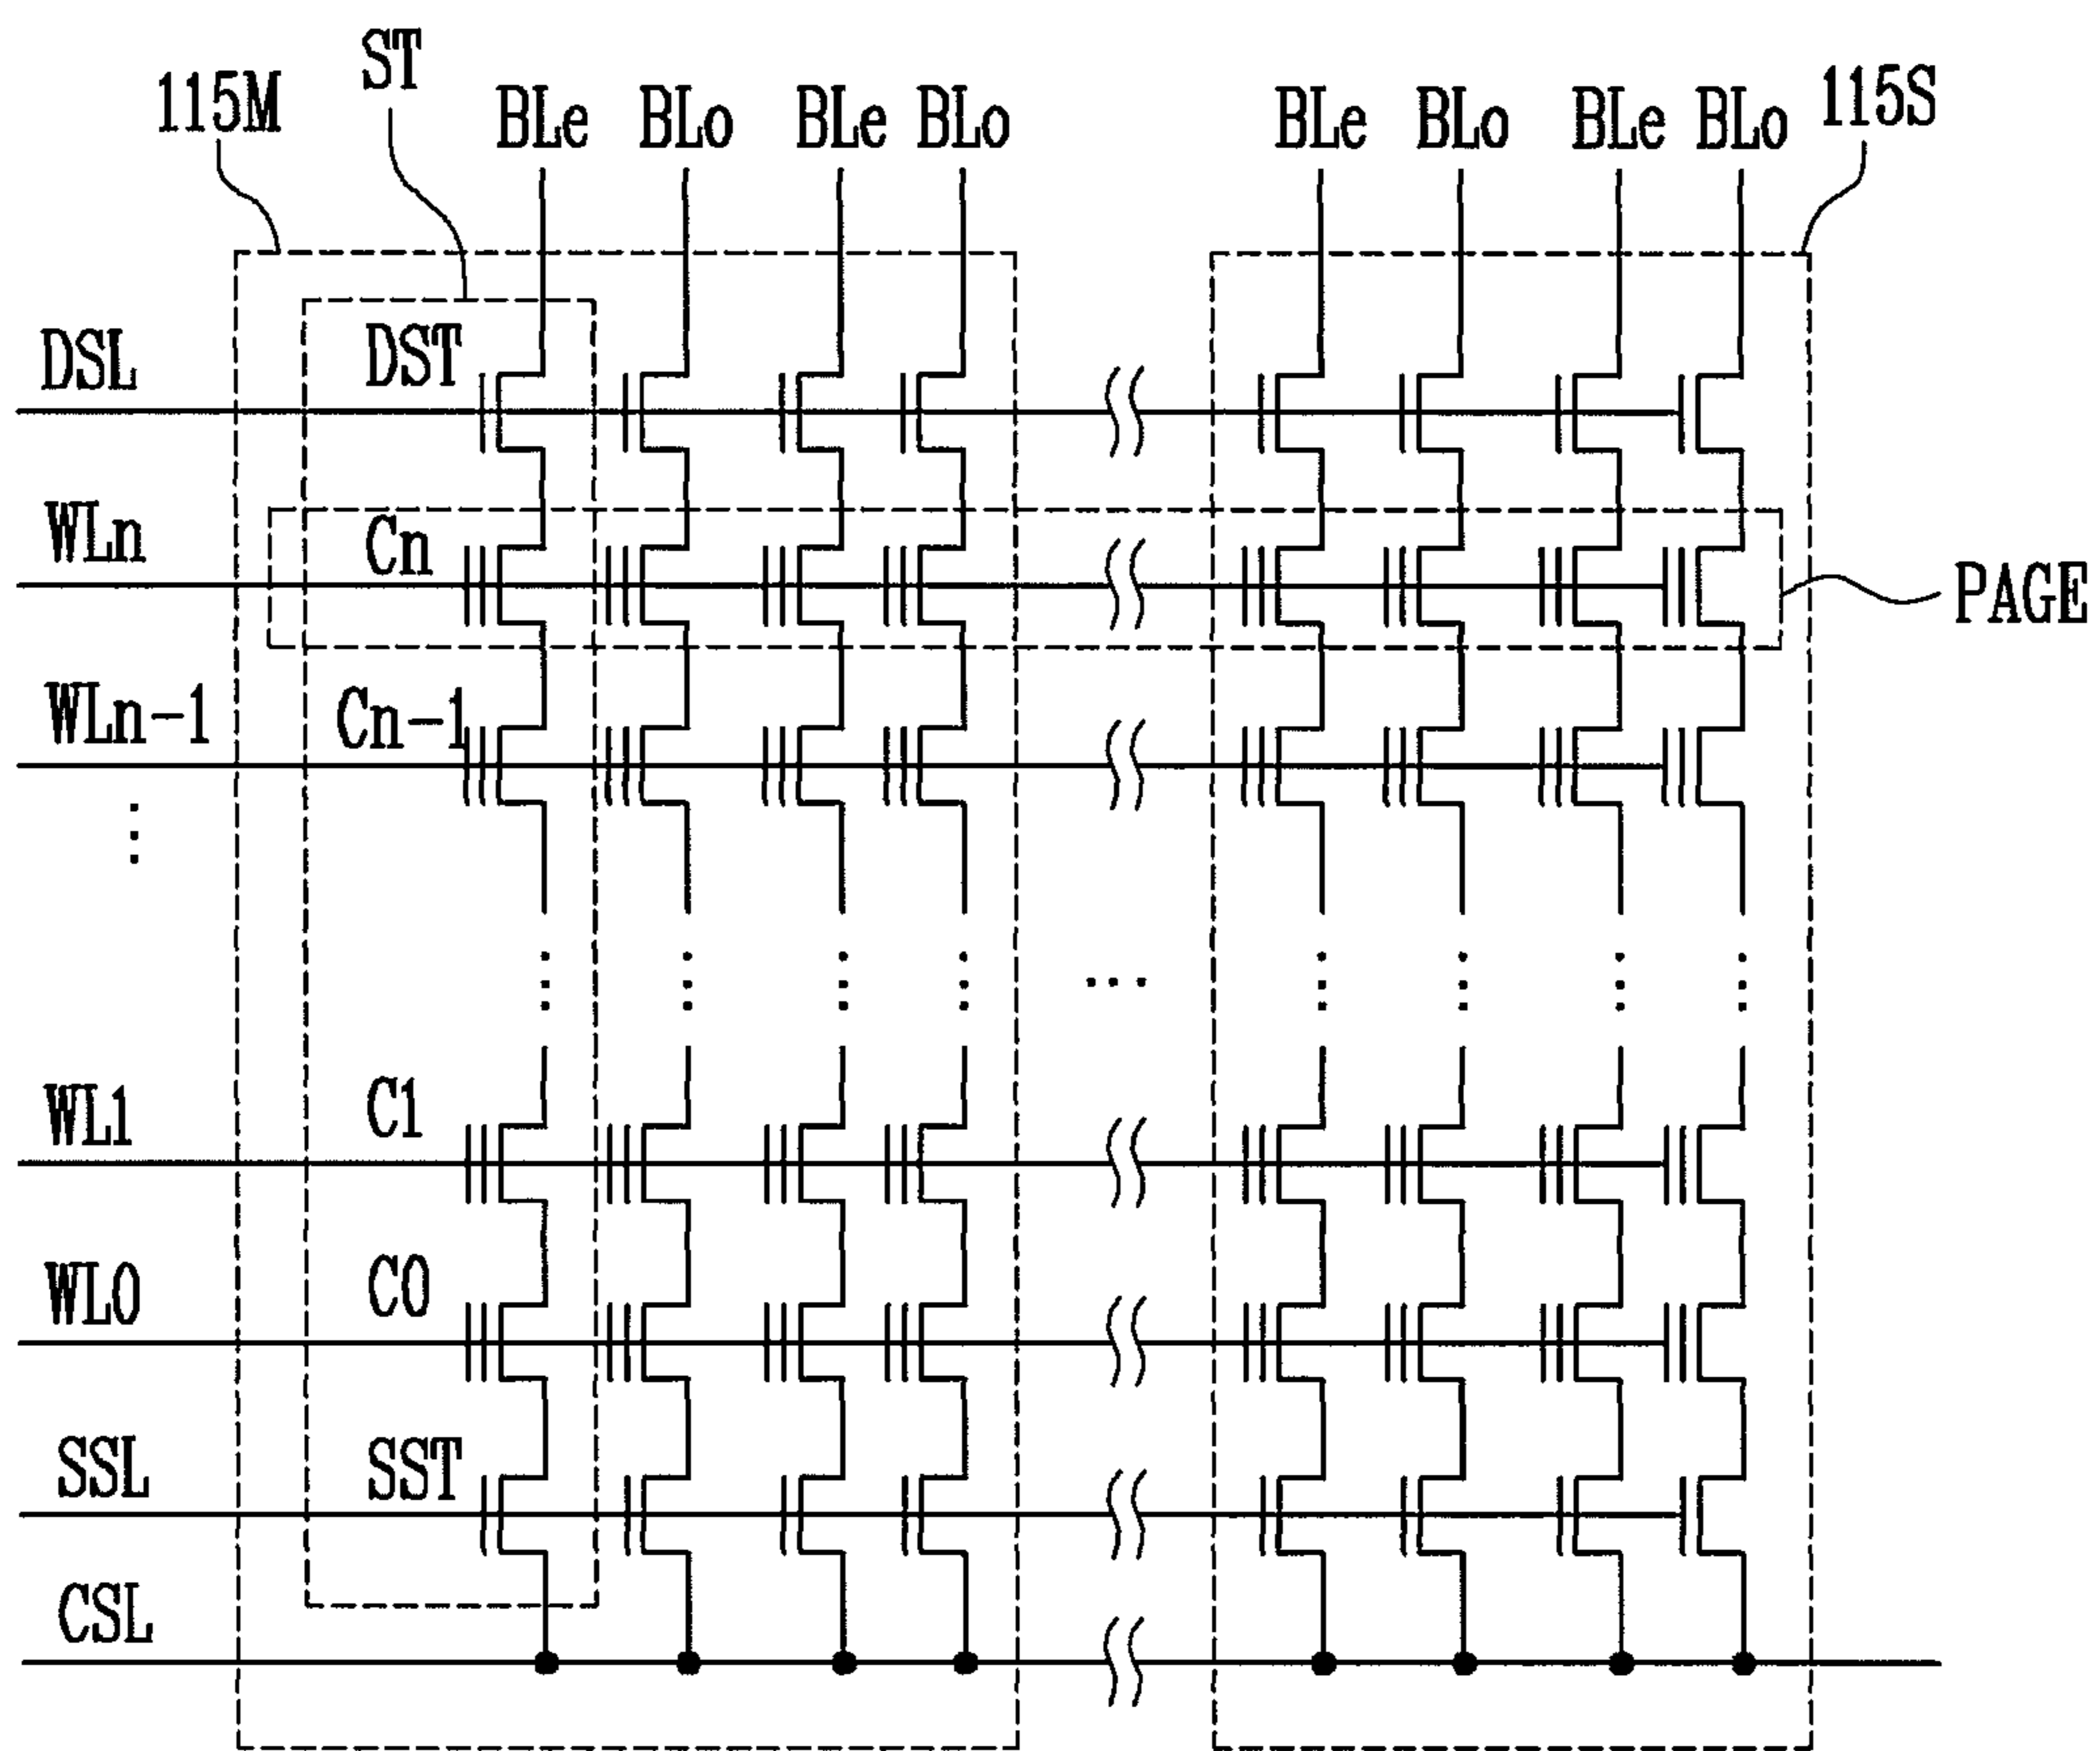 ST
115M
BLe BLo BLe BLo BLe BLo BLe BLo
115S
DSL
DST
WLn
Cn
PAGE
WLn-1
Cn-1
WL1
C1
WL0
C0
SSL
SST
CSL